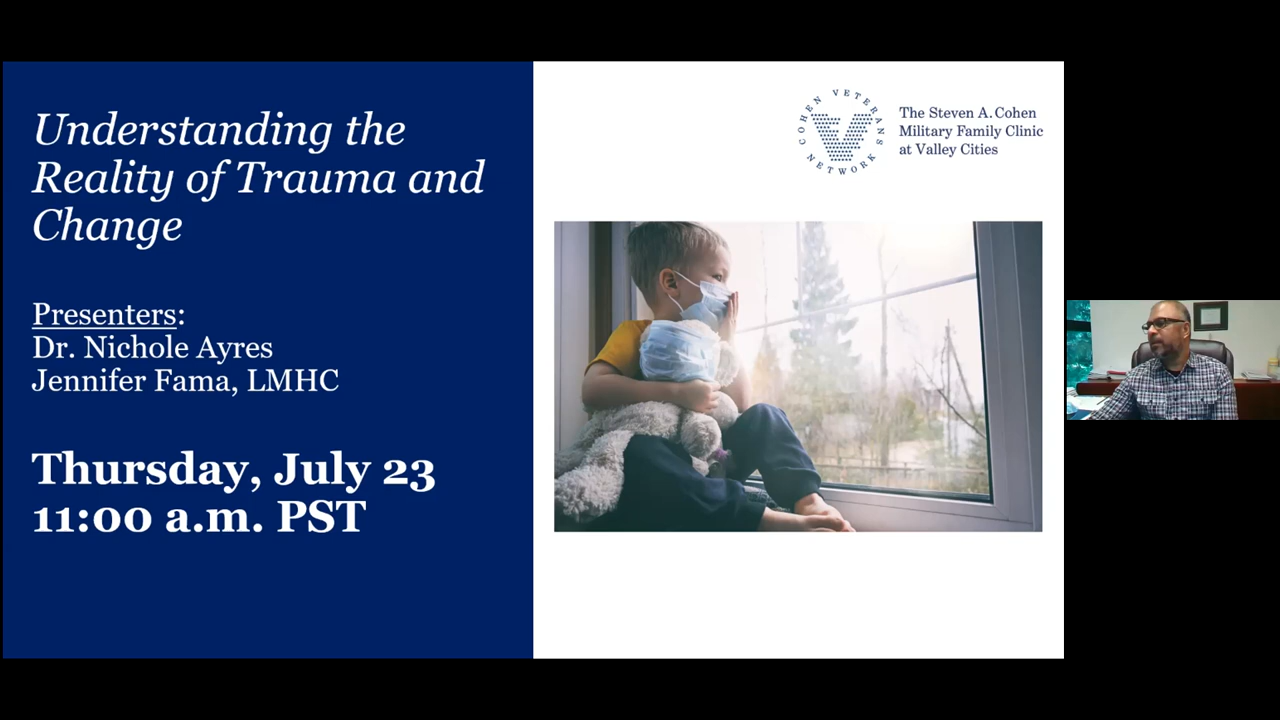 Understanding the
Reality of Trauma and
Change
Presenters:
Dr. Nichole Ayres
Jennifer Fama, LMHC
Thursday, July 23
11:00 a.m. PST
COHEN VETERANS NETWORK
The Steven A. Cohen
Military Family Clinic
at Valley Cities